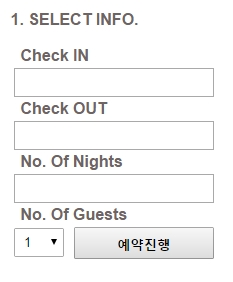 1. SELECT INFO.
Check IN
Check OUT
No. Of Nights
No. Of Guests
1 ▼ 예약진행